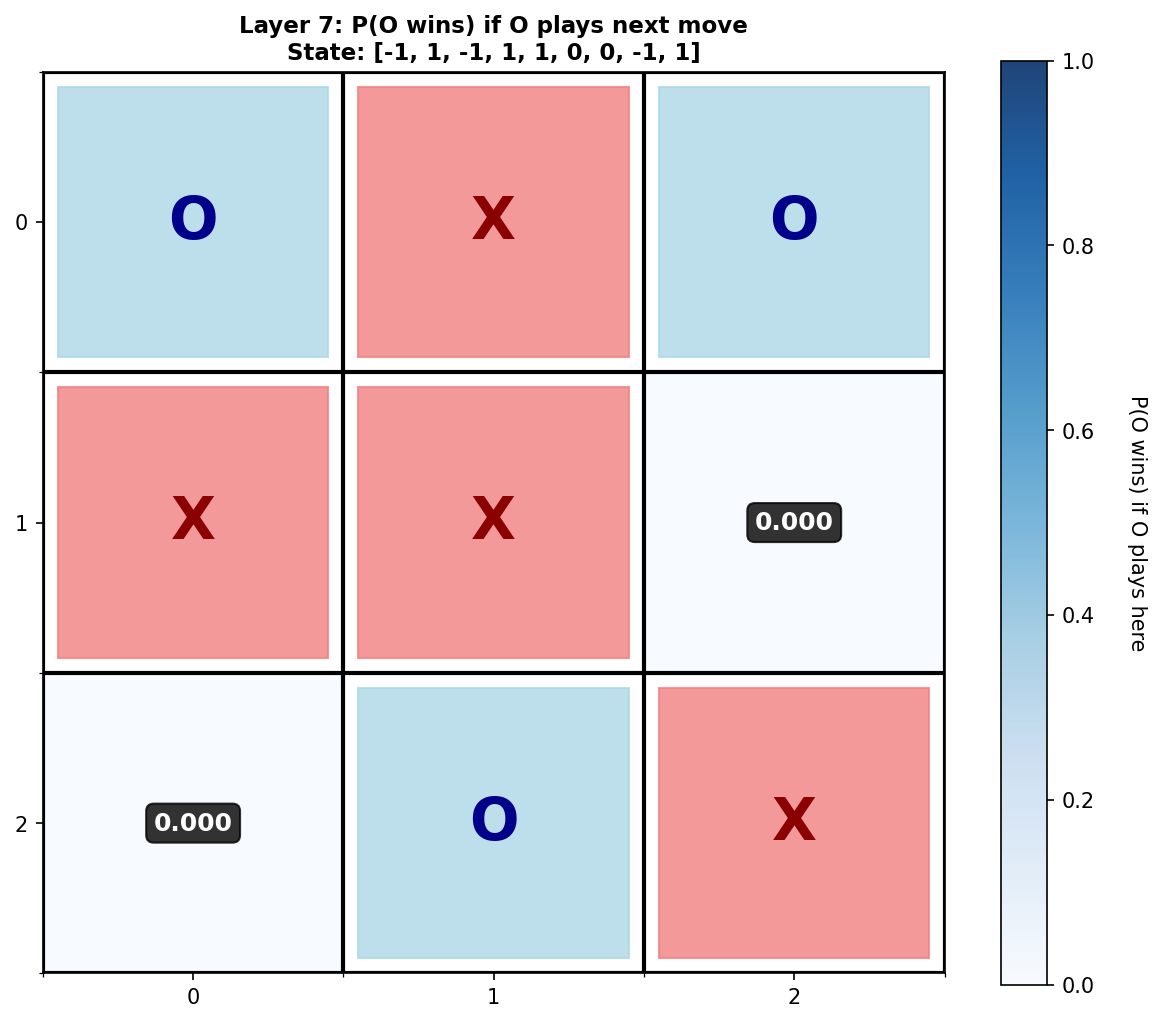 Layer 7: P(O wins) if O plays next move
State: [-1, 1, -1, 1, 1, 0, 0, -1, 1]
0
O
X
O
1
X
X
0.000
2
0.000
O
X
0
1
2
1.0
0.8
0.6
0.4
0.2
0.0
P(O wins) if O plays here